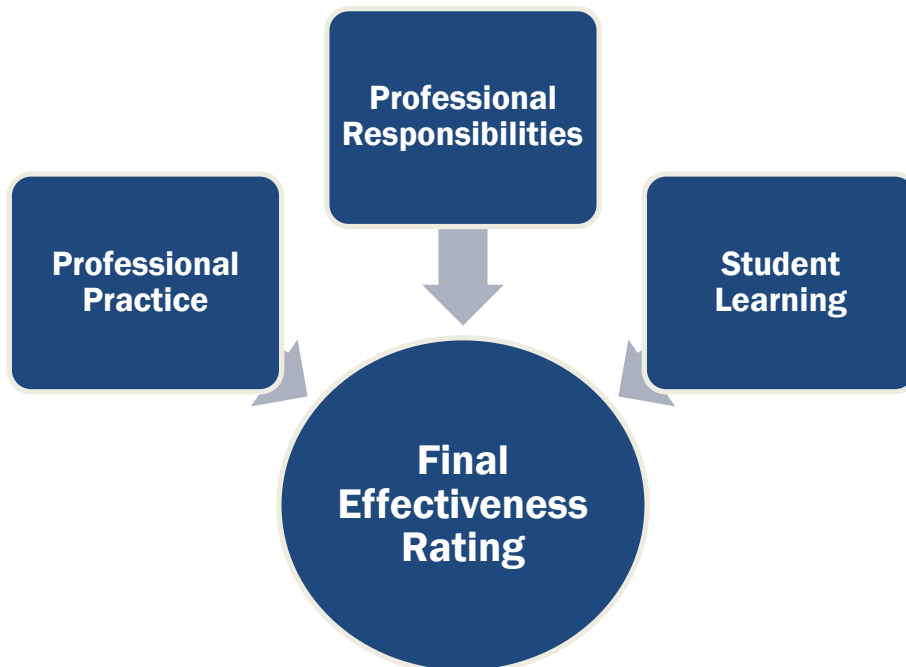 Professional
Responsibilities
Professional
Practice
Student
Learning
Final
Effectiveness
Rating